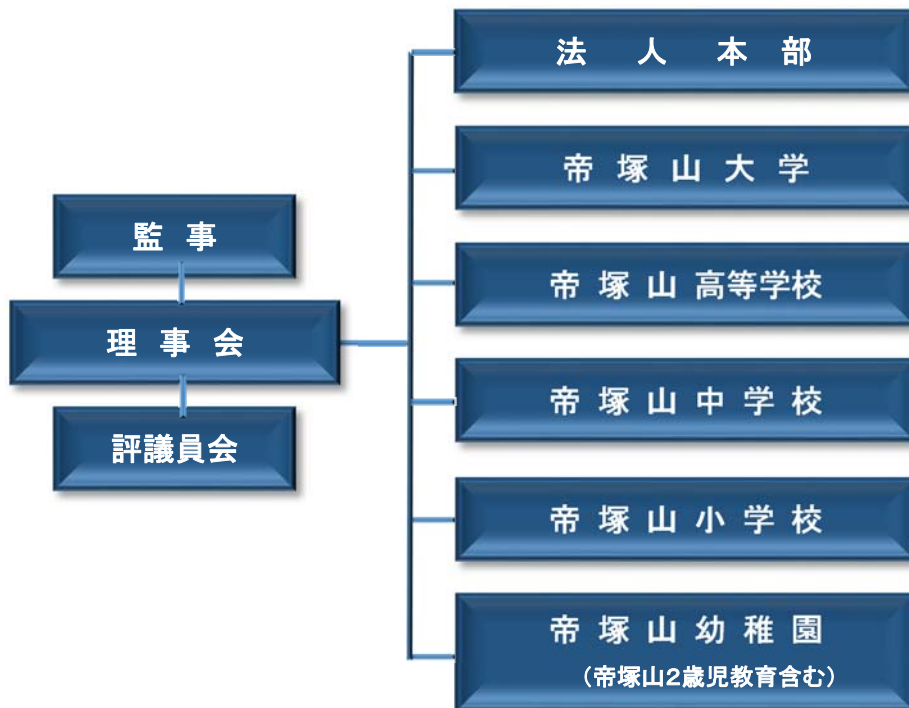 監事
理事会
評議員会
法人本部
帝塚山大学
帝塚山高等学校
帝塚山中学校
帝塚山小学校
帝塚山幼稚園
（帝塚山2歳児教育含む）